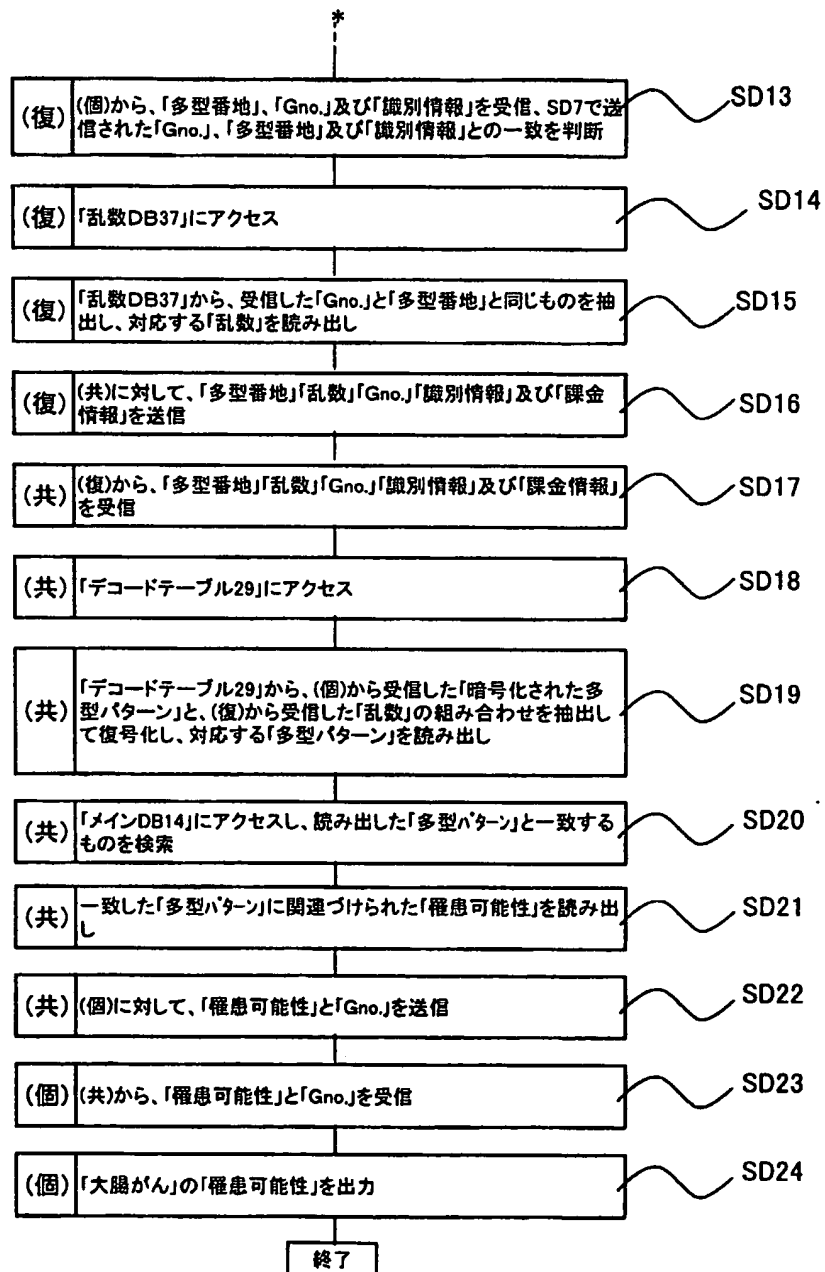 *
(復) (個)から、「多型番地」、「Gno.」及び「識別情報」を受信、SD7で送
信された「Gno.」、「多型番地」及び「識別情報」との一致を判断
SD13
(復) 「乱数DB37」にアクセス
SD14
(復) 「乱数DB37」から、受信した「Gno.」と「多型番地」と同じものを抽
出し、対応する「乱数」を読み出し
SD15
(復) (共)に対して、「多型番地」「乱数」「Gno.」「識別情報」及び「課金
情報」を送信
SD16
(共) (復)から、「多型番地」「乱数」「Gno.」「識別情報」及び「課金情報」
を受信
SD17
(共) 「デコードテーブル29」にアクセス
SD18
(共) 「デコードテーブル29」から、(個)から受信した「暗号化された多
型パターン」と、(復)から受信した「乱数」の組み合わせを抽出し
て復号化し、対応する「多型パターン」を読み出し
SD19
(共) 「メインDB14」にアクセスし、読み出した「多型パターン」と一致する
ものを検索
SD20
(共) 一致した「多型パターン」に関連づけられた「罹患可能性」を読み出
し
SD21
(共) (個)に対して、「罹患可能性」と「Gno.」を送信
SD22
(個) (共)から、「罹患可能性」と「Gno.」を受信
SD23
(個) 「大腸がん」の「罹患可能性」を出力
SD24
終了